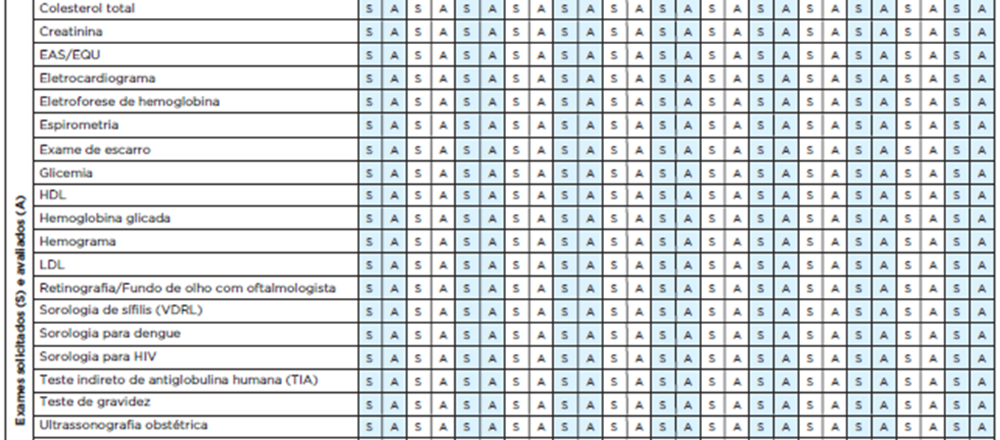 Exames solicitados (S) e avaliados (A)
Colesterol total S A S A S A S A S A S A S A S A S A S A S A S A S A
Creatinina S A S A S A S A S A S A S A S A S A S A S A S A S A
EAS/EQU S A S A S A S A S A S A S A S A S A S A S A S A S A
Eletrocardiograma S A S A S A S A S A S A S A S A S A S A S A S A S A
Eletroforese de hemoglobina S A S A S A S A S A S A S A S A S A S A S A S A S A
Espirometria S A S A S A S A S A S A S A S A S A S A S A S A S A
Exame de escarro S A S A S A S A S A S A S A S A S A S A S A S A S A
Glicemia S A S A S A S A S A S A S A S A S A S A S A S A S A
HDL S A S A S A S A S A S A S A S A S A S A S A S A S A
Hemoglobina glicada S A S A S A S A S A S A S A S A S A S A S A S A S A
Hemograma S A S A S A S A S A S A S A S A S A S A S A S A S A
LDL S A S A S A S A S A S A S A S A S A S A S A S A S A
Retinografia/Fundo de olho com oftalmologista S A S A S A S A S A S A S A S A S A S A S A S A S A
Sorologia de sífilis (VDRL) S A S A S A S A S A S A S A S A S A S A S A S A S A
Sorologia para dengue S A S A S A S A S A S A S A S A S A S A S A S A S A
Sorologia para HIV S A S A S A S A S A S A S A S A S A S A S A S A S A
Teste indireto de antiglobulina humana (TIA) S A S A S A S A S A S A S A S A S A S A S A S A S A
Teste de gravidez S A S A S A S A S A S A S A S A S A S A S A S A S A
Ultrassonografia obstétrica S A S A S A S A S A S A S A S A S A S A S A S A S A